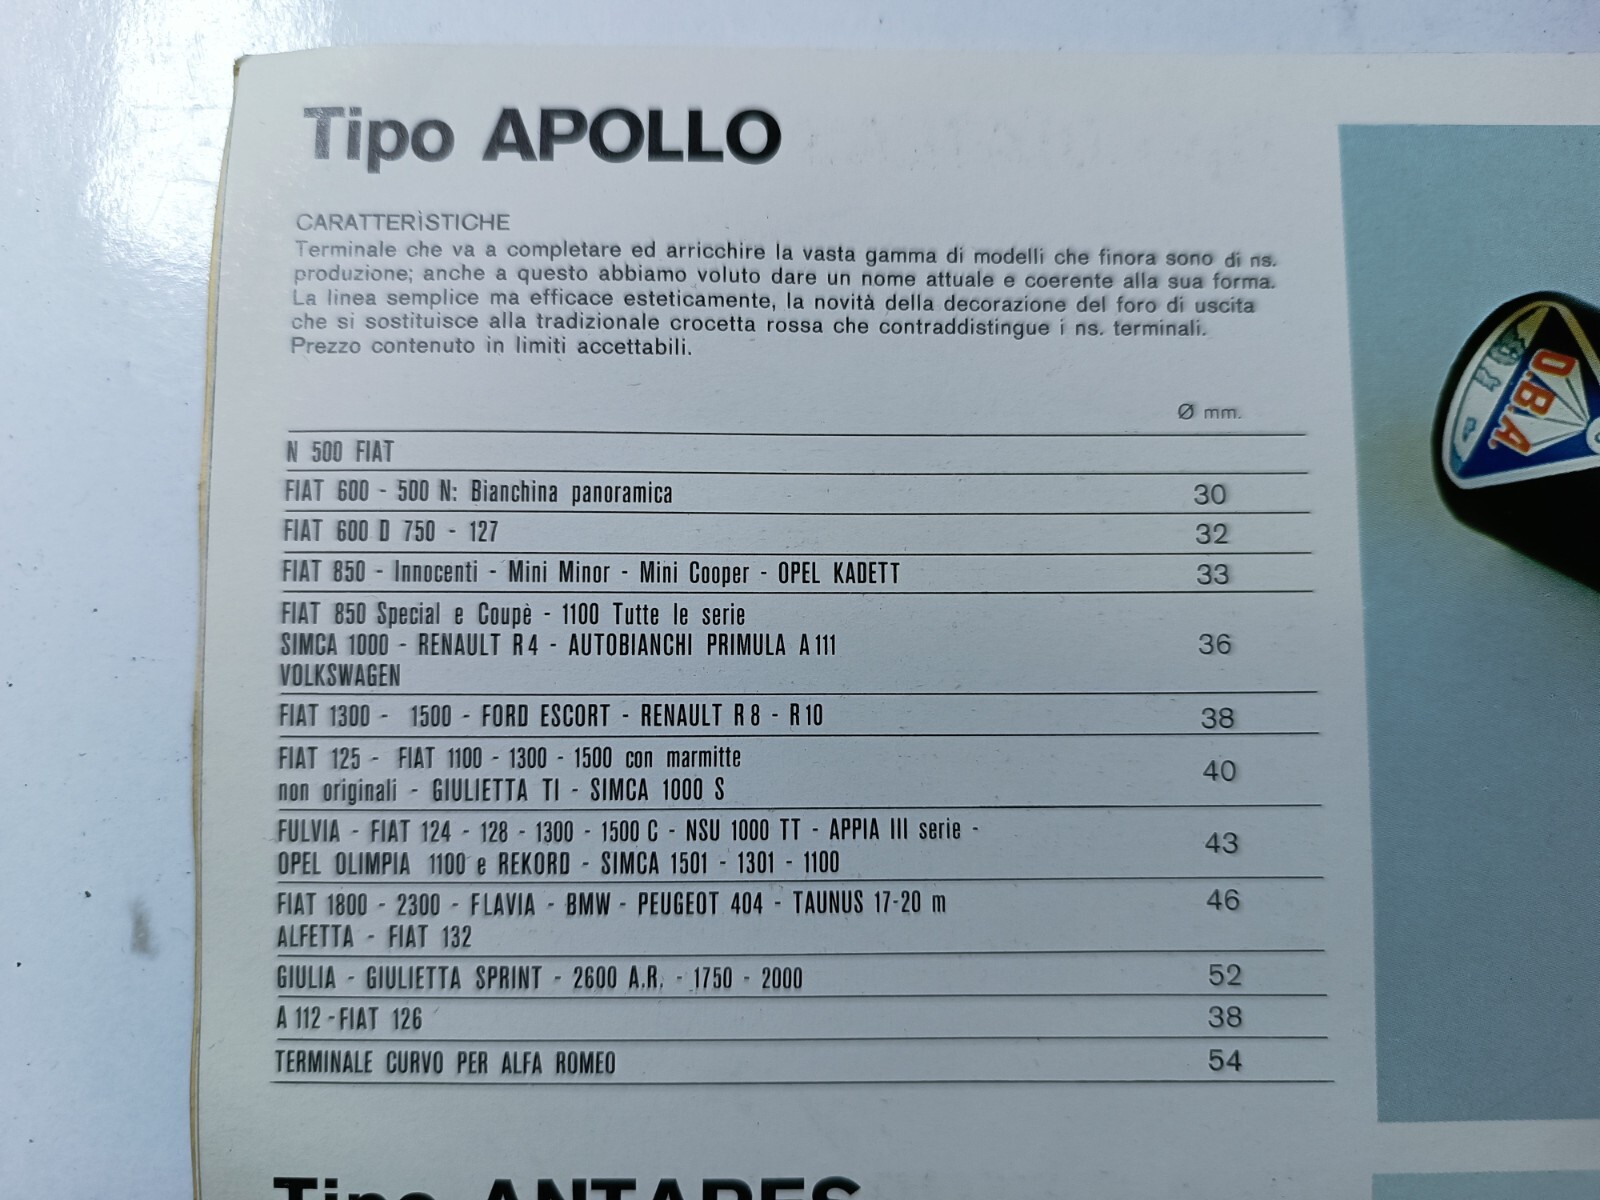 Tipo APOLLO
CARATTERÌSTICHE
Terminale che va a completare ed arricchire la vasta gamma di modelli che finora sono di ns.
produzione; anche a questo abbiamo voluto dare un nome attuale e coerente alla sua forma.
La linea semplice ma efficace esteticamente, la novità della decorazione del foro di uscita
che si sostituisce alla tradizionale crocetta rossa che contraddistingue i ns. terminali.
Prezzo contenuto in limiti accettabili.
Ø mm.
N 500 FIAT
FIAT 600 - 500 N: Bianchina panoramica 30
FIAT 600 D 750 - 127 32
FIAT 850 - Innocenti - Mini Minor - Mini Cooper - OPEL KADETT 33
FIAT 850 Special e Coupè - 1100 Tutte le serie
SIMCA 1000 - RENAULT R4 - AUTOBIANCHI PRIMULA A111 36
VOLKSWAGEN
FIAT 1300 - 1500 - FORD ESCORT - RENAULT R8 - R10 38
FIAT 125 - FIAT 1100 - 1300 - 1500 con marmitte
non originali - GIULIETTA TI - SIMCA 1000 S 40
FULVIA - FIAT 124 - 128 - 1300 - 1500 C - NSU 1000 TT - APPIA III serie -
OPEL OLIMPIA 1100 e REKORD - SIMCA 1501 - 1301 - 1100 43
FIAT 1800 - 2300 - FLAVIA - BMW - PEUGEOT 404 - TAUNUS 17-20 m 46
ALFETTA - FIAT 132
GIULIA - GIULIETTA SPRINT - 2600 A.R. - 1750 - 2000 52
A 112 - FIAT 126 38
TERMINALE CURVO PER ALFA ROMEO 54
Tipo ANTARES
O.B.A.